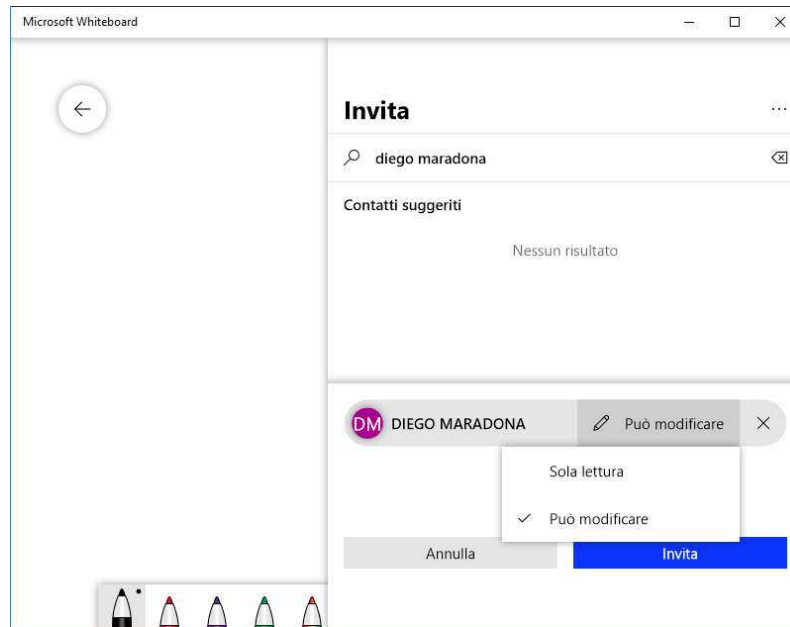 Microsoft Whiteboard
Invita
diego maradona
Contatti suggeriti
Nessun risultato
DM DIEGO MARADONA Può modificare
Sola lettura
Può modificare
Annulla Invita